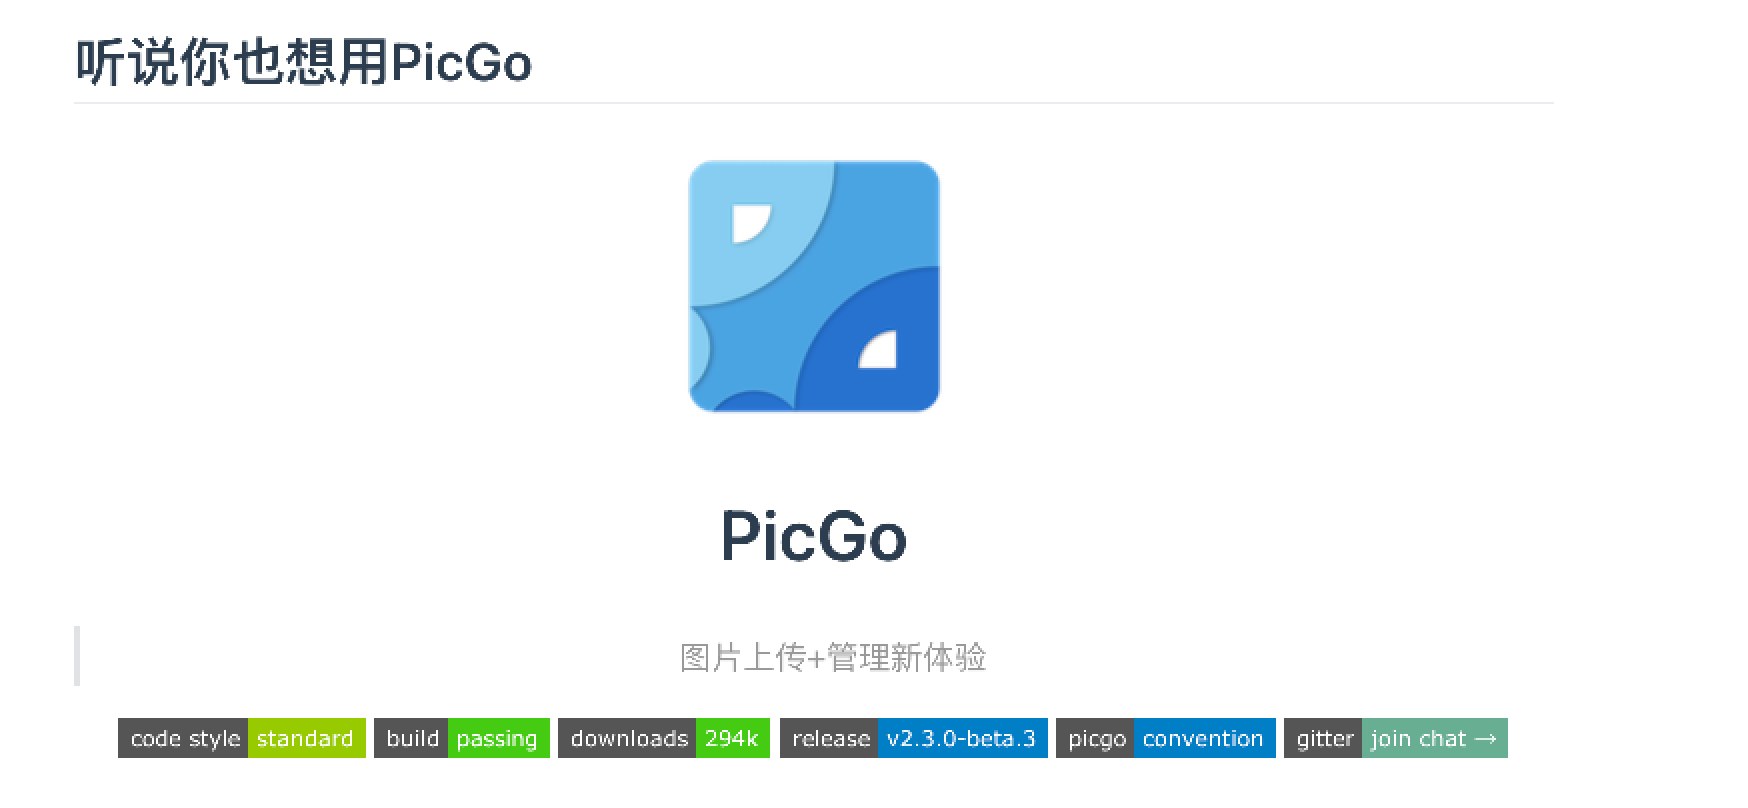 听说你也想用PicGo
PicGo
图片上传+管理新体验
code style standard build passing downloads 294k release v2.3.0-beta.3 picgo convention gitter join chat →